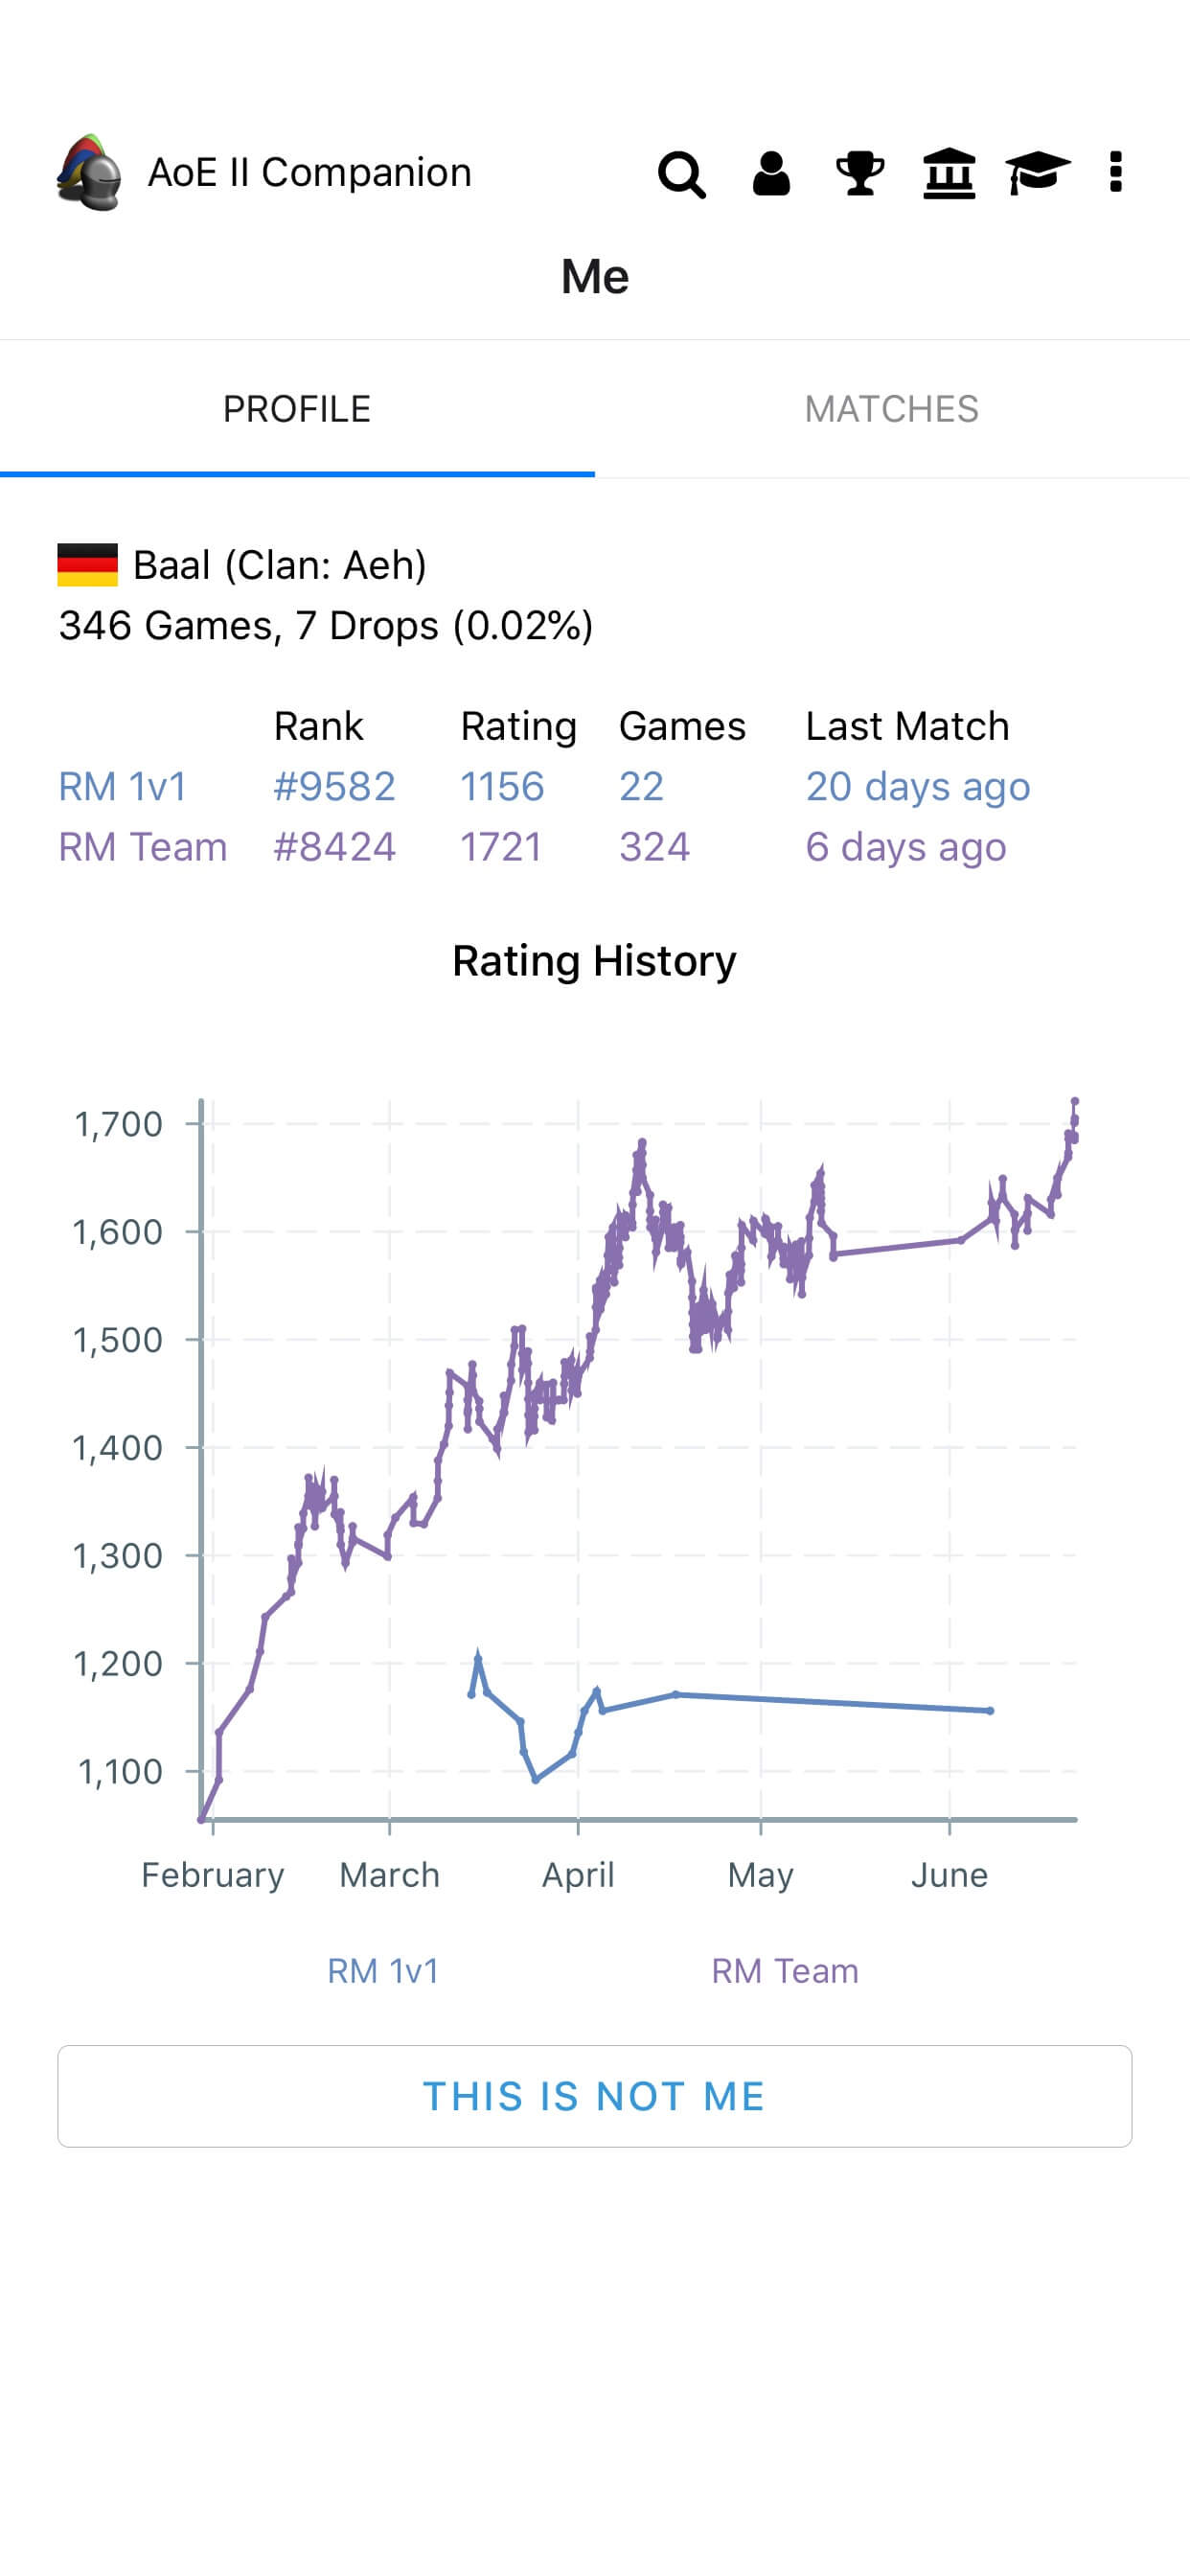 AoE II Companion
Me
PROFILE MATCHES
Baal (Clan: Aeh)
346 Games, 7 Drops (0.02%)
Rank Rating Games Last Match
RM 1v1 #9582 1156 22 20 days ago
RM Team #8424 1721 324 6 days ago
Rating History
1,700
1,600
1,500
1,400
1,300
1,200
1,100
February March April May June
RM 1v1 RM Team
THIS IS NOT ME